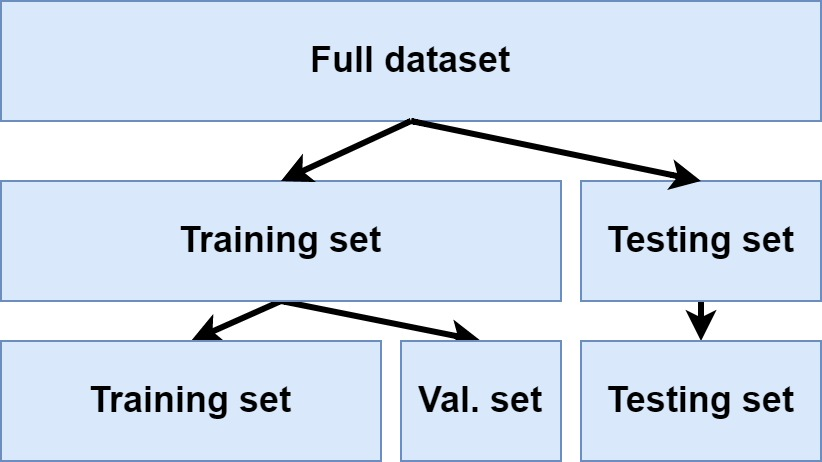 Full dataset
Training set
Testing set
Training set
Val. set
Testing set